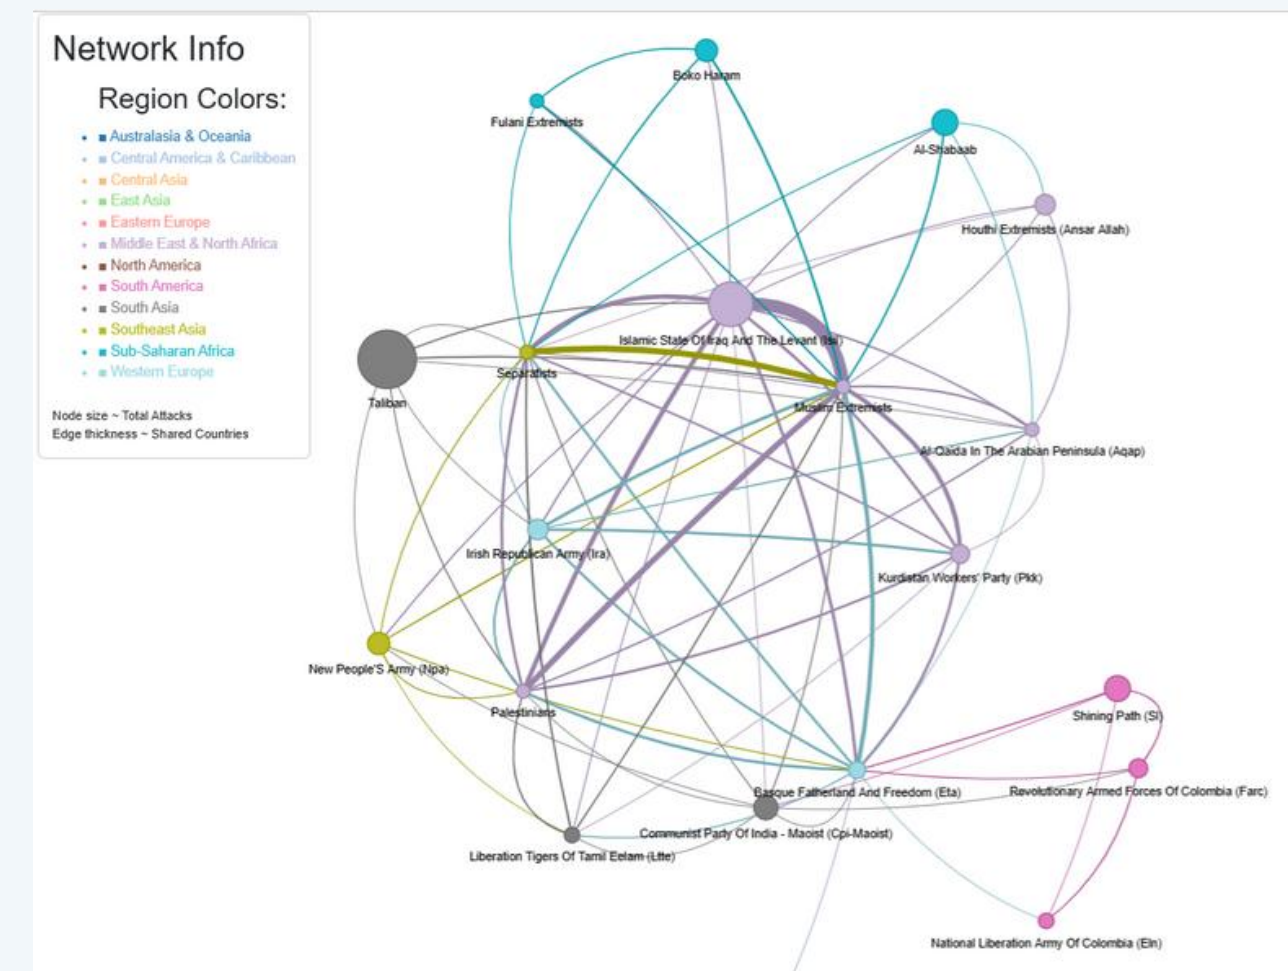 Network Info
Region Colors:
Australasia & Oceania
Central America & Caribbean
Central Asia
East Asia
Eastern Europe
Middle East & North Africa
North America
South America
South Asia
Southeast Asia
Sub-Saharan Africa
Western Europe
Node size ~ Total Attacks
Edge thickness ~ Shared Countries
Boko Haram
Fulani Extremists
Al-Shabaab
Houthi Extremists (Ansar Allah)
Islamic State Of Iraq And The Levant (Isil)
Separatists
Taliban
Muslim Extremists
Al-Qaida In The Arabian Peninsula (Aqap)
Irish Republican Army (Ira)
Kurdistan Workers' Party (Pkk)
New People'S Army (Npa)
Palestinians
Shining Path (Sl)
Basque Fatherland And Freedom (Eta)
Revolutionary Armed Forces Of Colombia (Farc)
Communist Party Of India - Maoist (Cpi-Maoist)
Liberation Tigers Of Tamil Eelam (Ltte)
National Liberation Army Of Colombia (Eln)